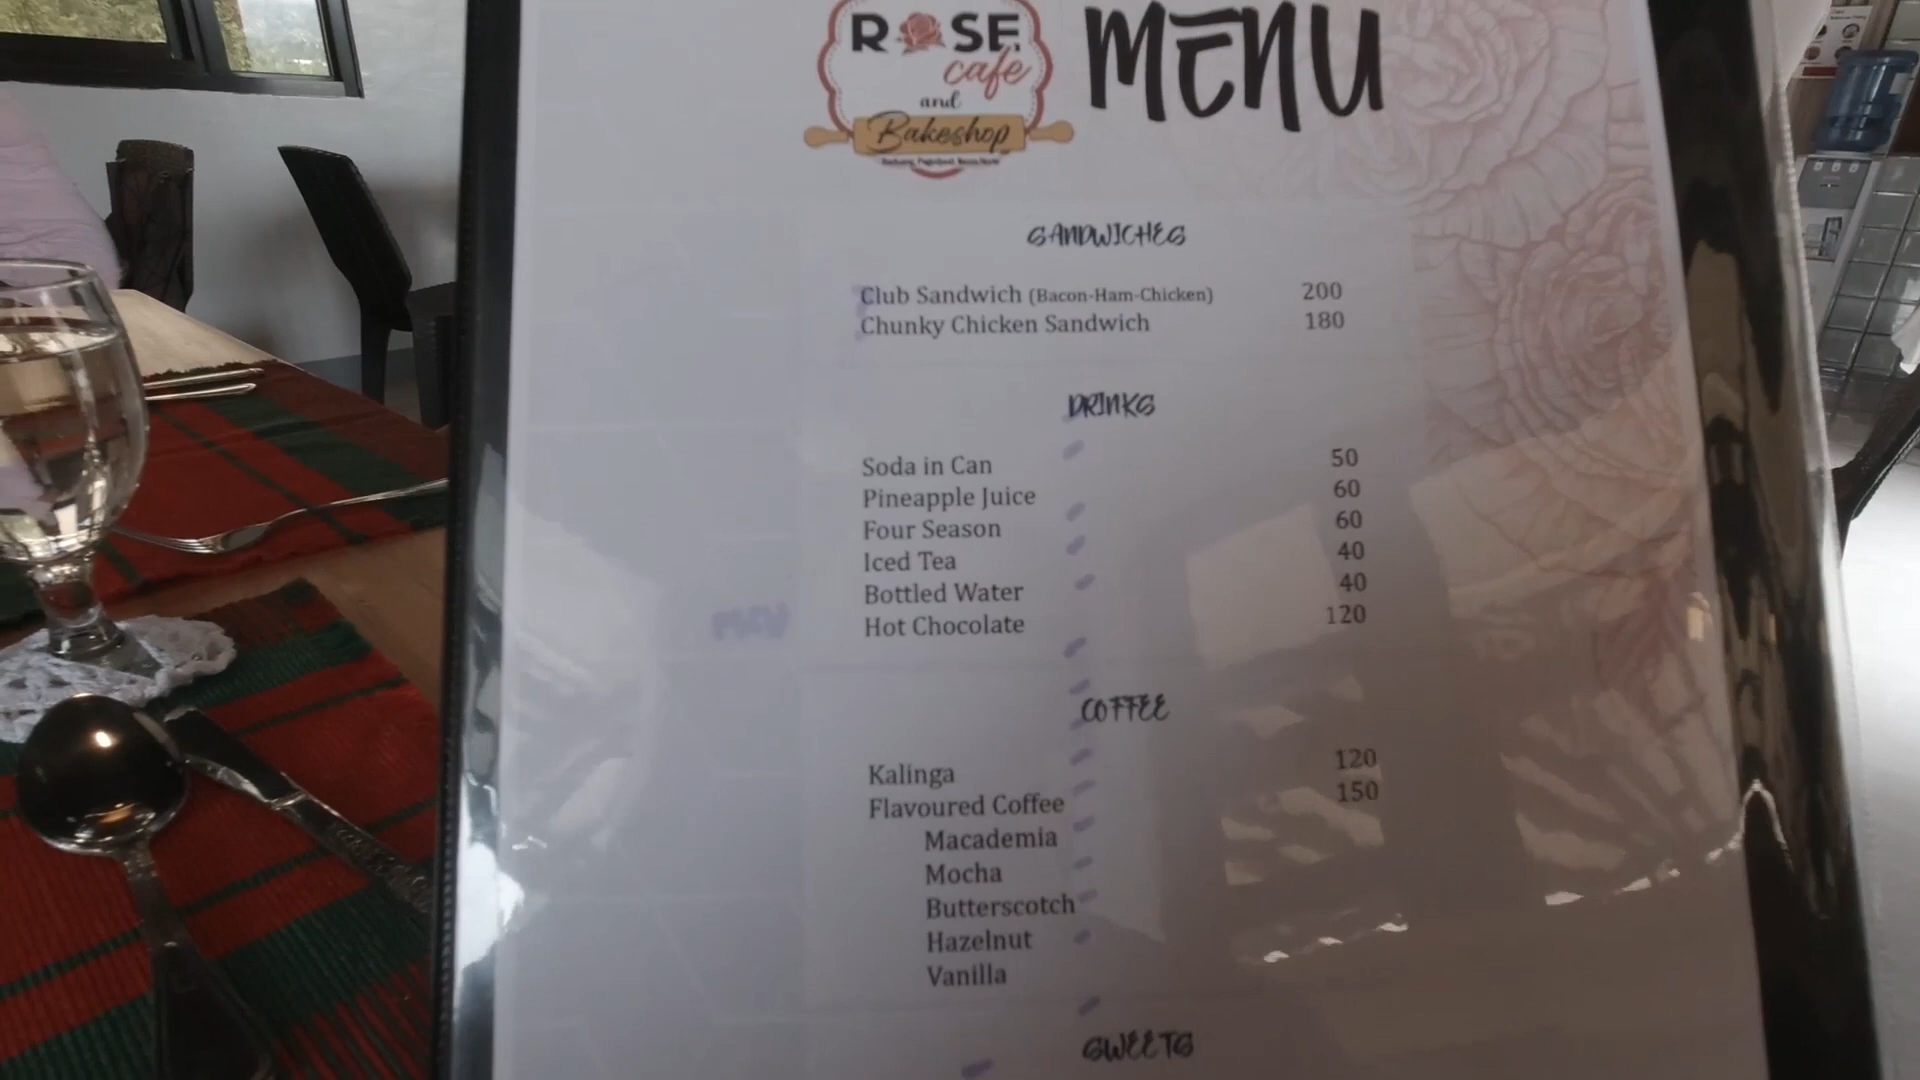 ROSE
cafe
and
Bakeshop
MENU
SANDWICHES
Club Sandwich (Bacon-Ham-Chicken) 200
Chunky Chicken Sandwich 180
DRINKS
Soda in Can 50
Pineapple Juice 60
Four Season 60
Iced Tea 40
Bottled Water 40
Hot Chocolate 120
COFFEE
Kalinga 120
Flavoured Coffee 150
Macademia
Mocha
Butterscotch
Hazelnut
Vanilla
SWEETS